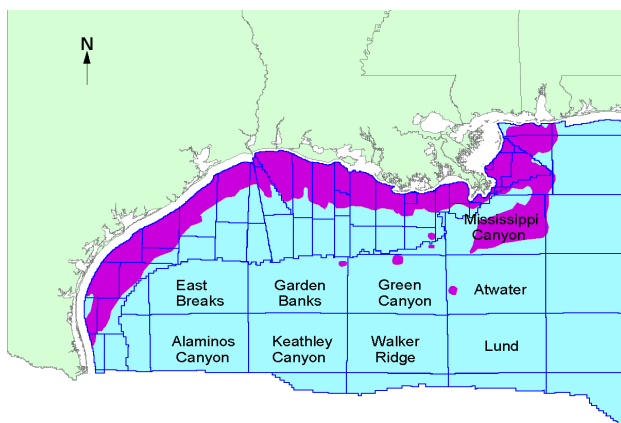 N
Mississippi
Canyon
East
Breaks
Garden
Banks
Green
Canyon
Atwater
Alaminos
Canyon
Keathley
Canyon
Walker
Ridge
Lund